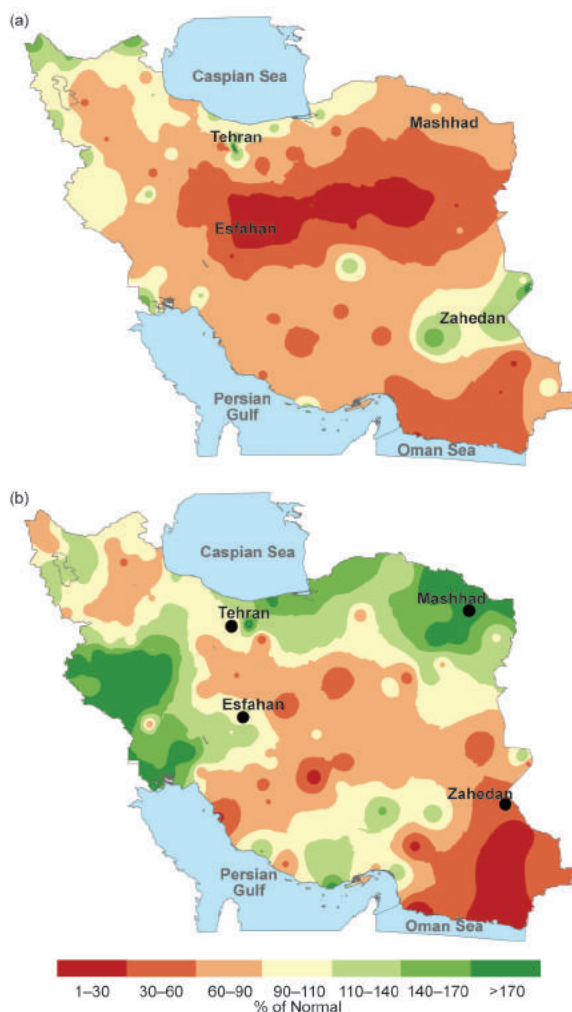 (a)
Caspian Sea
Mashhad
Tehran
Esfahan
Zahedan
Persian
Gulf
Oman Sea
(b)
Caspian Sea
Mashhad
Tehran
Esfahan
Zahedan
Persian
Gulf
Oman Sea
1–30 30–60 60–90 90–110 110–140 140–170 >170
% of Normal